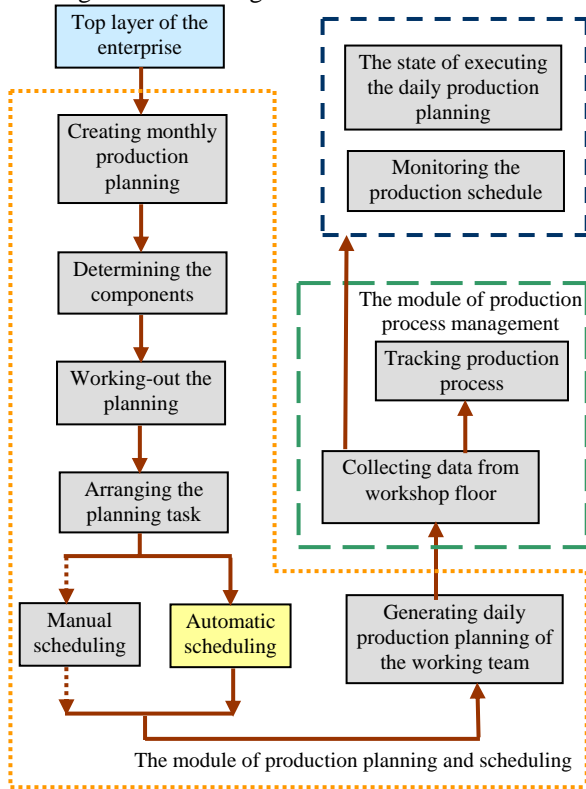 Top layer of the
enterprise
Creating monthly
production
planning
Determining the
components
Working-out the
planning
Arranging the
planning task
Manual
scheduling
Automatic
scheduling
The state of executing
the daily production
planning
Monitoring the
production schedule
The module of production
process management
Tracking production
process
Collecting data from
workshop floor
Generating daily
production planning of
the working team
The module of production planning and scheduling